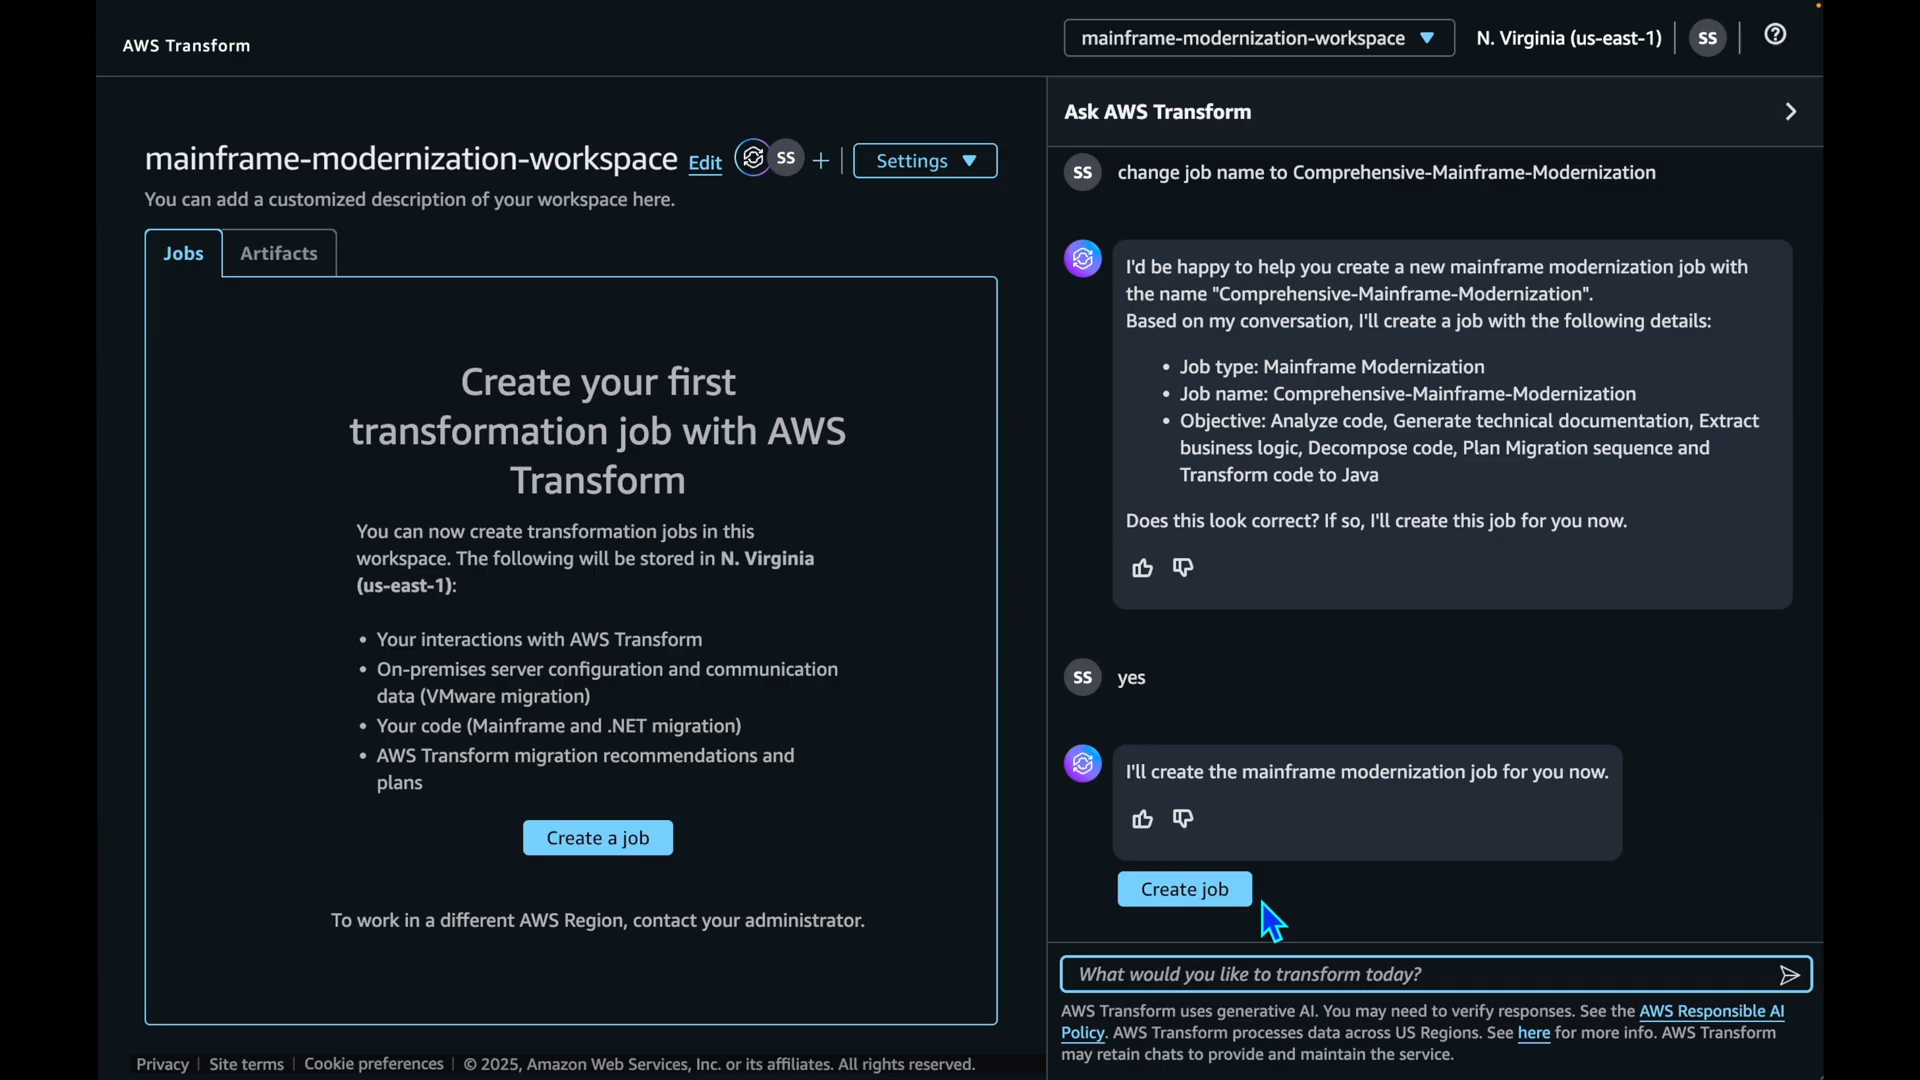 AWS Transform
mainframe-modernization-workspace
N. Virginia (us-east-1)
SS
mainframe-modernization-workspace Edit SS + Settings
You can add a customized description of your workspace here.
Jobs
Artifacts
Create your first
transformation job with AWS
Transform
You can now create transformation jobs in this
workspace. The following will be stored in N. Virginia
(us-east-1):
• Your interactions with AWS Transform
• On-premises server configuration and communication
data (VMware migration)
• Your code (Mainframe and .NET migration)
• AWS Transform migration recommendations and
plans
Create a job
To work in a different AWS Region, contact your administrator.
Ask AWS Transform
SS change job name to Comprehensive-Mainframe-Modernization
I'd be happy to help you create a new mainframe modernization job with
the name "Comprehensive-Mainframe-Modernization".
Based on my conversation, I'll create a job with the following details:
• Job type: Mainframe Modernization
• Job name: Comprehensive-Mainframe-Modernization
• Objective: Analyze code, Generate technical documentation, Extract
business logic, Decompose code, Plan Migration sequence and
Transform code to Java
Does this look correct? If so, I'll create this job for you now.
SS yes
I'll create the mainframe modernization job for you now.
Create job
What would you like to transform today?
AWS Transform uses generative AI. You may need to verify responses. See the AWS Responsible AI
Policy. AWS Transform processes data across US Regions. See here for more info. AWS Transform
may retain chats to provide and maintain the service.
Privacy | Site terms | Cookie preferences | © 2025, Amazon Web Services, Inc. or its affiliates. All rights reserved.